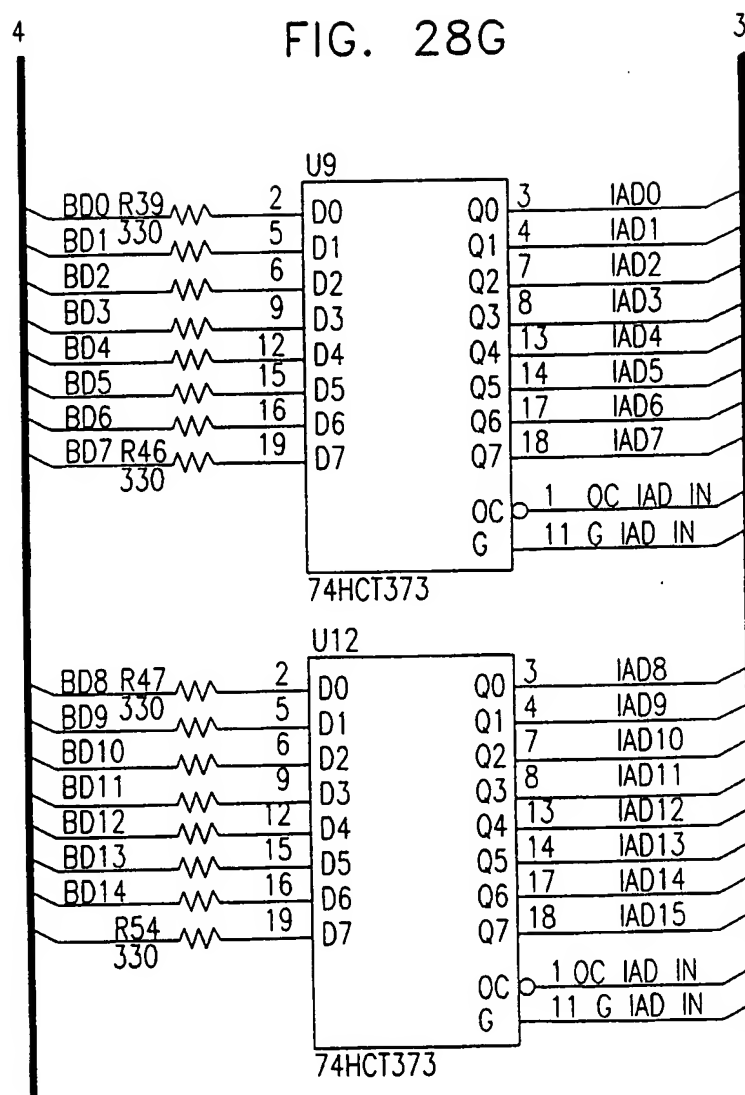 4 FIG. 28G 3
U9
BD0 R39 2 D0 Q0 3 IAD0
330
BD1 5 D1 Q1 4 IAD1
BD2 6 D2 Q2 7 IAD2
BD3 9 D3 Q3 8 IAD3
BD4 12 D4 Q4 13 IAD4
BD5 15 D5 Q5 14 IAD5
BD6 16 D6 Q6 17 IAD6
BD7 R46 19 D7 Q7 18 IAD7
330
OC 1 OC IAD IN
G 11 G IAD IN
74HCT373
U12
BD8 R47 2 D0 Q0 3 IAD8
330
BD9 5 D1 Q1 4 IAD9
BD10 6 D2 Q2 7 IAD10
BD11 9 D3 Q3 8 IAD11
BD12 12 D4 Q4 13 IAD12
BD13 15 D5 Q5 14 IAD13
BD14 16 D6 Q6 17 IAD14
R54 19 D7 Q7 18 IAD15
330
OC 1 OC IAD IN
G 11 G IAD IN
74HCT373